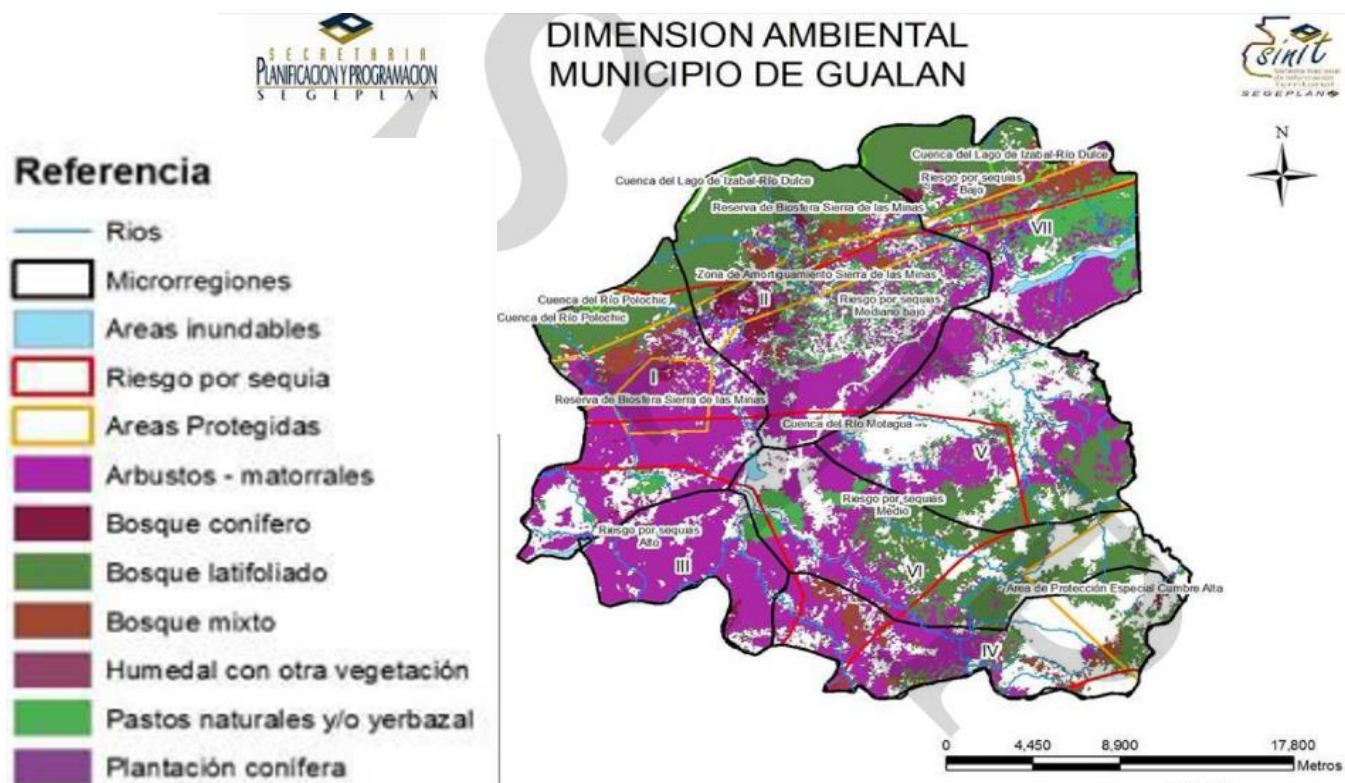 SECRETARIA
PLANIFICACION Y PROGRAMACION
SEGEPLAN
DIMENSION AMBIENTAL
MUNICIPIO DE GUALAN
sinit
Sistema nacional
de información
territorial
SEGEPLAN
N
Referencia
Rios
Microrregiones
Areas inundables
Riesgo por sequia
Areas Protegidas
Arbustos - matorrales
Bosque conífero
Bosque latifoliado
Bosque mixto
Humedal con otra vegetación
Pastos naturales y/o yerbazal
Plantación conífera
Cuenca del Lago de Izabal-Río Dulce
Cuenca del Lago de Izabal-Río Dulce
Riesgo por sequias
Bajo
Reserva de Biosfera Sierra de las Minas
VII
Zona de Amortiguamiento Sierra de las Minas
Cuenca del Río Polochic
II
Riesgo por sequias
Mediano bajo
Cuenca del Río Polochic
I
Reserva de Biosfera Sierra de las Minas
Cuenca del Río Motagua
V
Riesgo por sequias
Medio
Riesgo por sequias
Alto
III
VI
Area de Protección Especial Cumbre Alta
IV
0 4,450 8,900 17,800
Metros